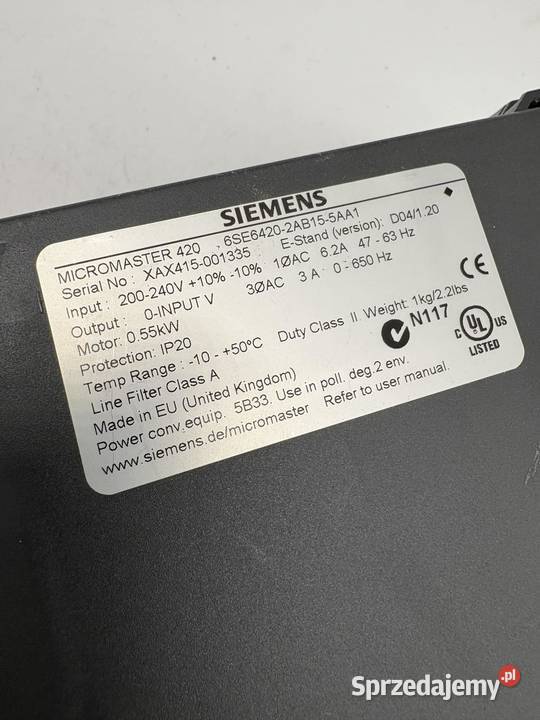 SIEMENS
MICROMASTER 420 - 6SE6420-2AB15-5AA1
Serial No : XAX415-001335 E-Stand (version): D04/1.20
Input : 200-240V +10% -10% 1ØAC 6.2A 47 - 63 Hz
Output : 0-INPUT V 3ØAC 3 A 0 - 650 Hz
Motor: 0.55kW
Protection: IP20
Temp Range : -10 - +50°C Duty Class II Weight: 1kg/2.2lbs
Line Filter Class A
Made in EU (United Kingdom)
Power conv.equip. 5B33. Use in poll. deg.2 env.
www.siemens.de/micromaster Refer to user manual.
CE
N117
C UL US
LISTED
Sprzedajemy.pl